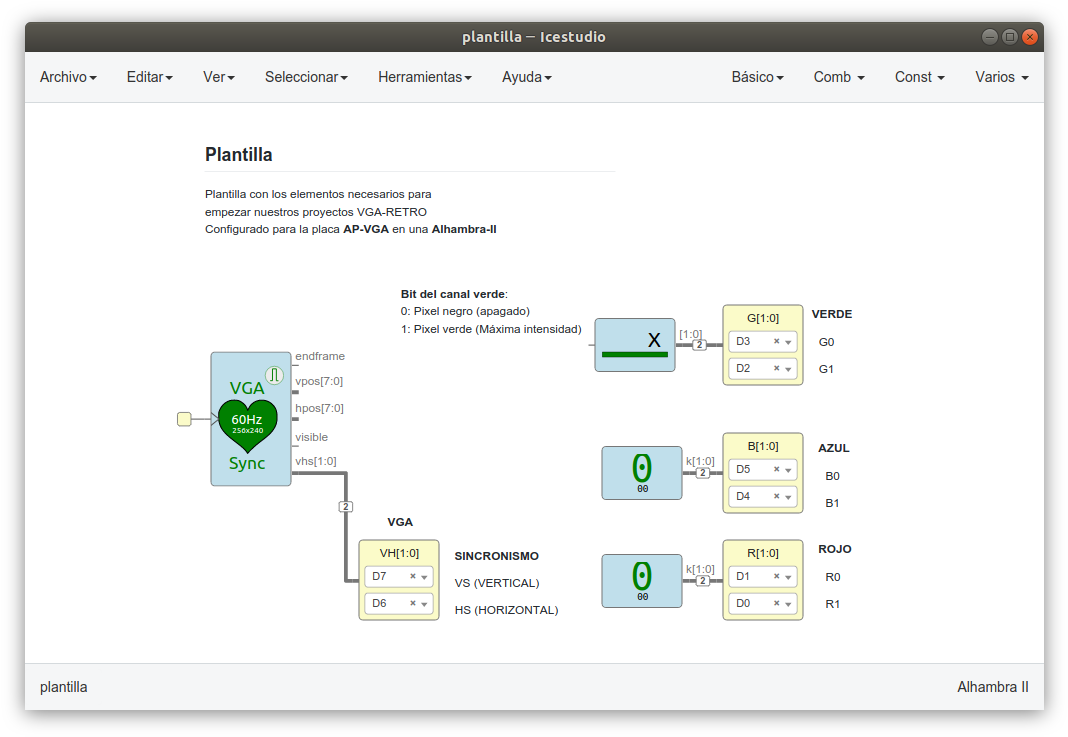 plantilla – Icestudio
Archivo Editar Ver Seleccionar Herramientas Ayuda Básico Comb Const Varios
Plantilla
Plantilla con los elementos necesarios para
empezar nuestros proyectos VGA-RETRO
Configurado para la placa AP-VGA en una Alhambra-II
Bit del canal verde:
0: Pixel negro (apagado)
1: Pixel verde (Máxima intensidad)
X
[1:0]
2
G[1:0]
D3
D2
VERDE
G0
G1
VGA
60Hz
256x240
Sync
endframe
vpos[7:0]
hpos[7:0]
visible
vhs[1:0]
2
0
00
k[1:0]
2
B[1:0]
D5
D4
AZUL
B0
B1
VGA
VH[1:0]
D7
D6
SINCRONISMO
VS (VERTICAL)
HS (HORIZONTAL)
0
00
k[1:0]
2
R[1:0]
D1
D0
ROJO
R0
R1
plantilla
Alhambra II